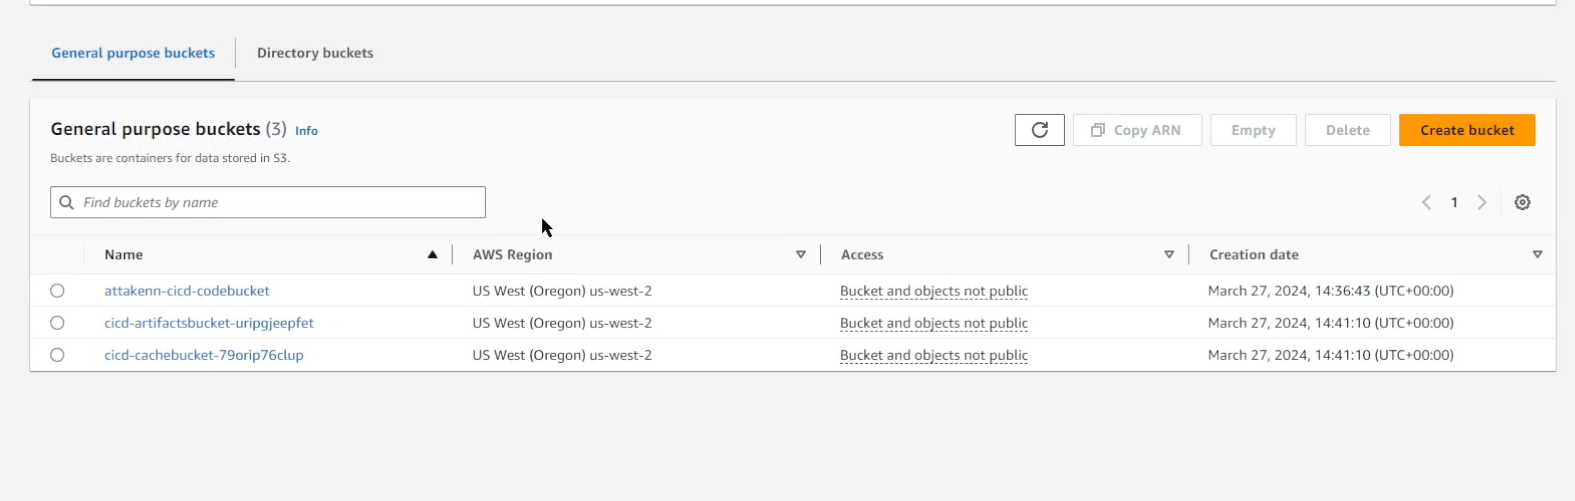 General purpose buckets Directory buckets
General purpose buckets (3) Info Copy ARN Empty Delete Create bucket
Buckets are containers for data stored in S3.
Find buckets by name 1
Name AWS Region Access Creation date
attakenn-cicd-codebucket US West (Oregon) us-west-2 Bucket and objects not public March 27, 2024, 14:36:43 (UTC+00:00)
cicd-artifactsbucket-uripgjeepfet US West (Oregon) us-west-2 Bucket and objects not public March 27, 2024, 14:41:10 (UTC+00:00)
cicd-cachebucket-79orip76clup US West (Oregon) us-west-2 Bucket and objects not public March 27, 2024, 14:41:10 (UTC+00:00)